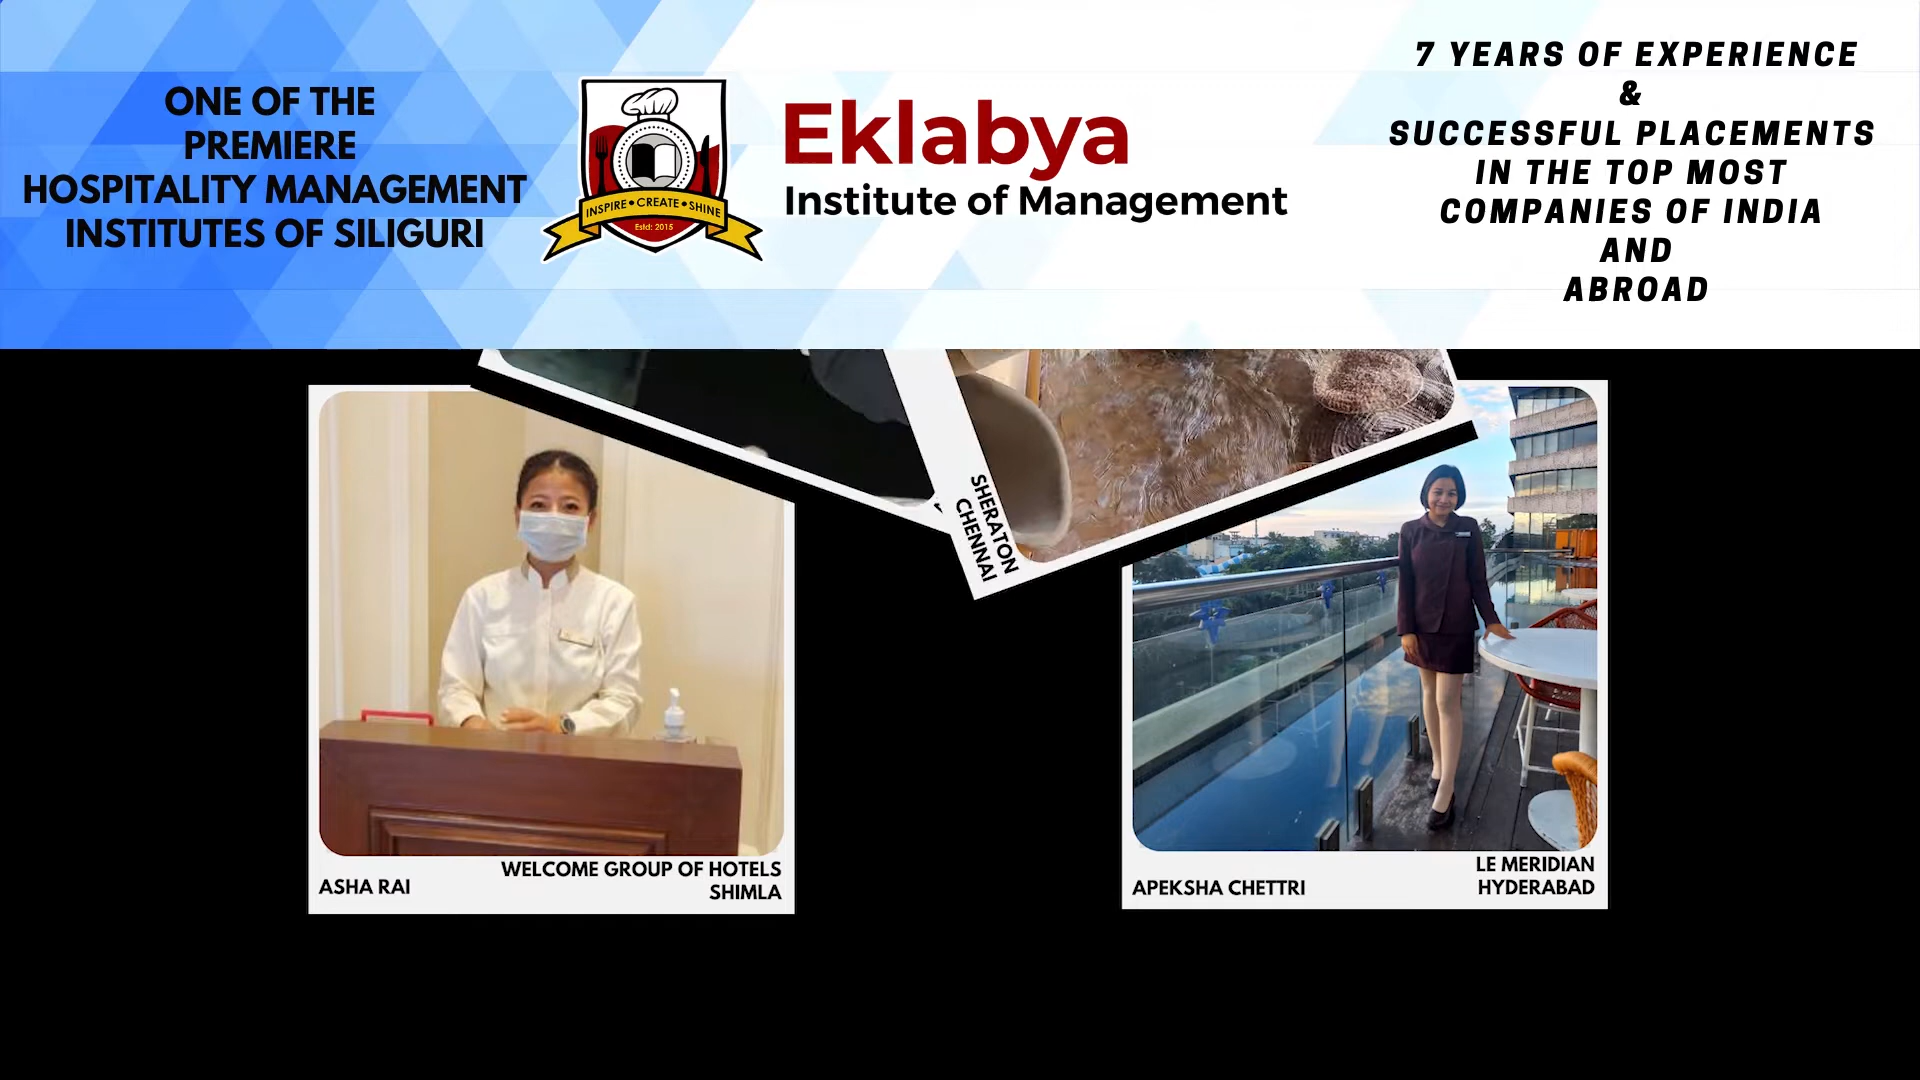 ONE OF THE
PREMIERE
HOSPITALITY MANAGEMENT
INSTITUTES OF SILIGURI
INSPIRE • CREATE • SHINE
Estd: 2015
Eklabya
Institute of Management
7 YEARS OF EXPERIENCE
&
SUCCESSFUL PLACEMENTS
IN THE TOP MOST
COMPANIES OF INDIA
AND
ABROAD
SHERATON
CHENNAI
ASHA RAI
WELCOME GROUP OF HOTELS
SHIMLA
APEKSHA CHETTRI
LE MERIDIAN
HYDERABAD